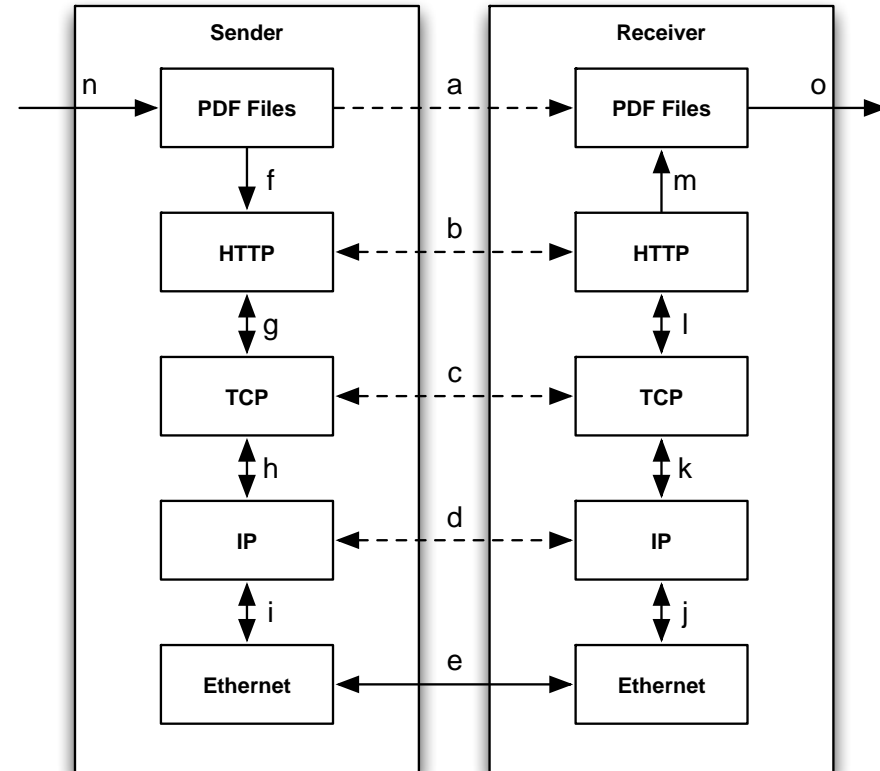 Sender
Receiver
n
PDF Files
a
PDF Files
o
f
m
HTTP
b
HTTP
g
l
TCP
c
TCP
h
k
IP
d
IP
i
j
Ethernet
e
Ethernet